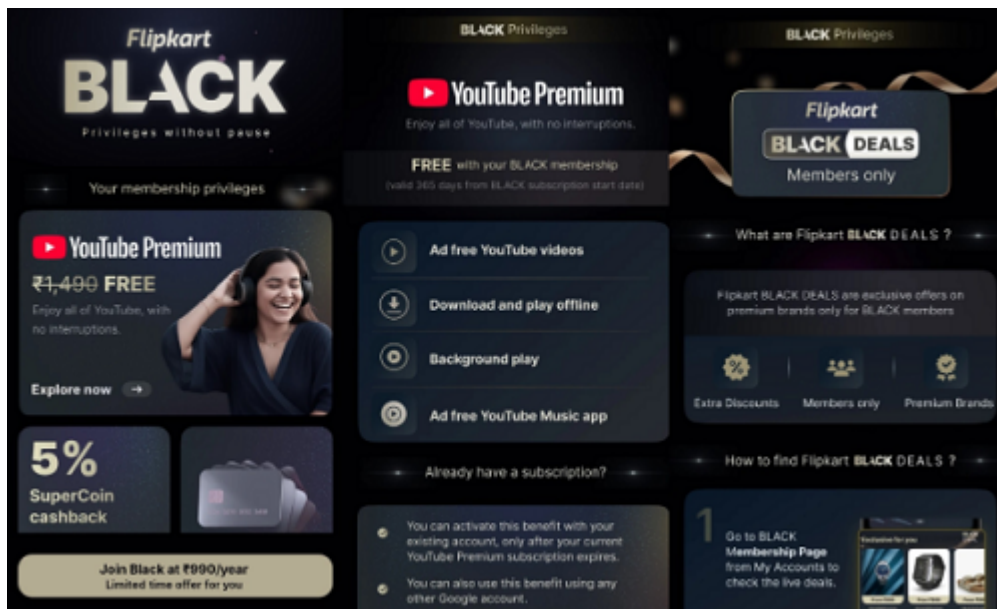 Flipkart
BLACK
Privileges without pause
Your membership privileges
YouTube Premium
₹1,490 FREE
Enjoy all of YouTube, with
no interruptions.
Explore now
5%
SuperCoin
cashback
Join Black at ₹990/year
Limited time offer for you
BLACK Privileges
YouTube Premium
Enjoy all of YouTube, with no interruptions.
FREE with your BLACK membership
(valid 365 days from BLACK subscription start date)
Ad free YouTube videos
Download and play offline
Background play
Ad free YouTube Music app
Already have a subscription?
You can activate this benefit with your
existing account, only after your current
YouTube Premium subscription expires.
You can also use this benefit using any
other Google account.
BLACK Privileges
Flipkart
BLACK DEALS
Members only
What are Flipkart BLACK DEALS ?
Flipkart BLACK DEALS are exclusive offers on
premium brands only for BLACK members
Extra Discounts
Members only
Premium Brands
How to find Flipkart BLACK DEALS ?
1
Go to BLACK
Membership Page
from My Accounts to
check the live deals.
Exclusive for you